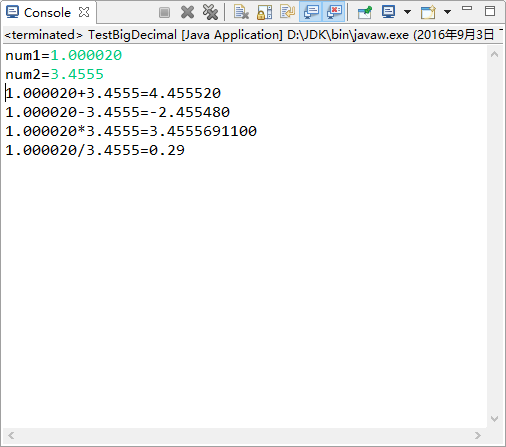 Console
<terminated> TestBigDecimal [Java Application] D:\JDK\bin\javaw.exe (2016年9月3日
num1=1.000020
num2=3.4555
1.000020+3.4555=4.455520
1.000020-3.4555=-2.455480
1.000020*3.4555=3.4555691100
1.000020/3.4555=0.29